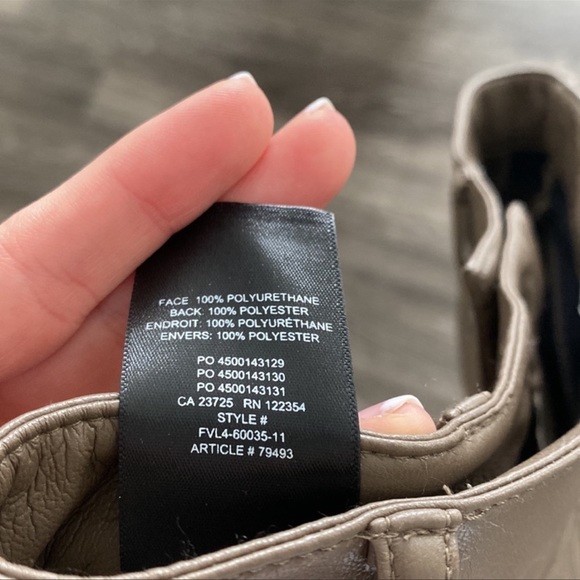 FACE 100% POLYURETHANE
BACK: 100% POLYESTER
ENDROIT: 100% POLYURÉTHANE
ENVERS: 100% POLYESTER
PO 4500143129
PO 4500143130
PO 4500143131
CA 23725 RN 122354
STYLE #
FVL4-60035-11
ARTICLE # 79493